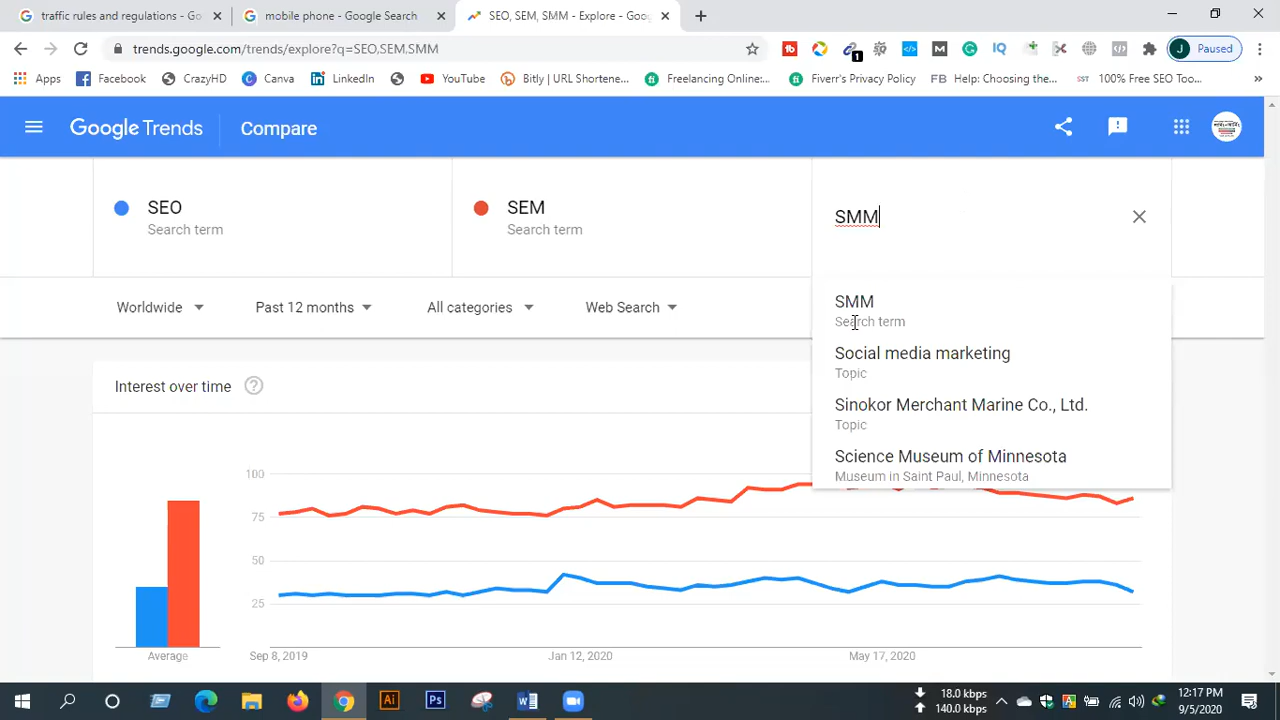 traffic rules and regulations - Go
mobile phone - Google Search
SEO, SEM, SMM - Explore - Goo
trends.google.com/trends/explore?q=SEO,SEM,SMM
1
M
IQ
J
Paused
Apps
Facebook
CrazyHD
Canva
LinkedIn
YouTube
Bitly | URL Shortene...
Freelancing Online:...
Fiverr's Privacy Policy
FB
Help: Choosing the...
SST
100% Free SEO Too...
Google Trends
Compare
SEO
Search term
SEM
Search term
SMM
Worldwide
Past 12 months
All categories
Web Search
SMM
Search term
Social media marketing
Topic
Sinokor Merchant Marine Co., Ltd.
Topic
Science Museum of Minnesota
Museum in Saint Paul, Minnesota
Interest over time
100
75
50
25
Average
Sep 8, 2019
Jan 12, 2020
May 17, 2020
Ai
Ps
18.0 kbps
140.0 kbps
12:17 PM
9/5/2020